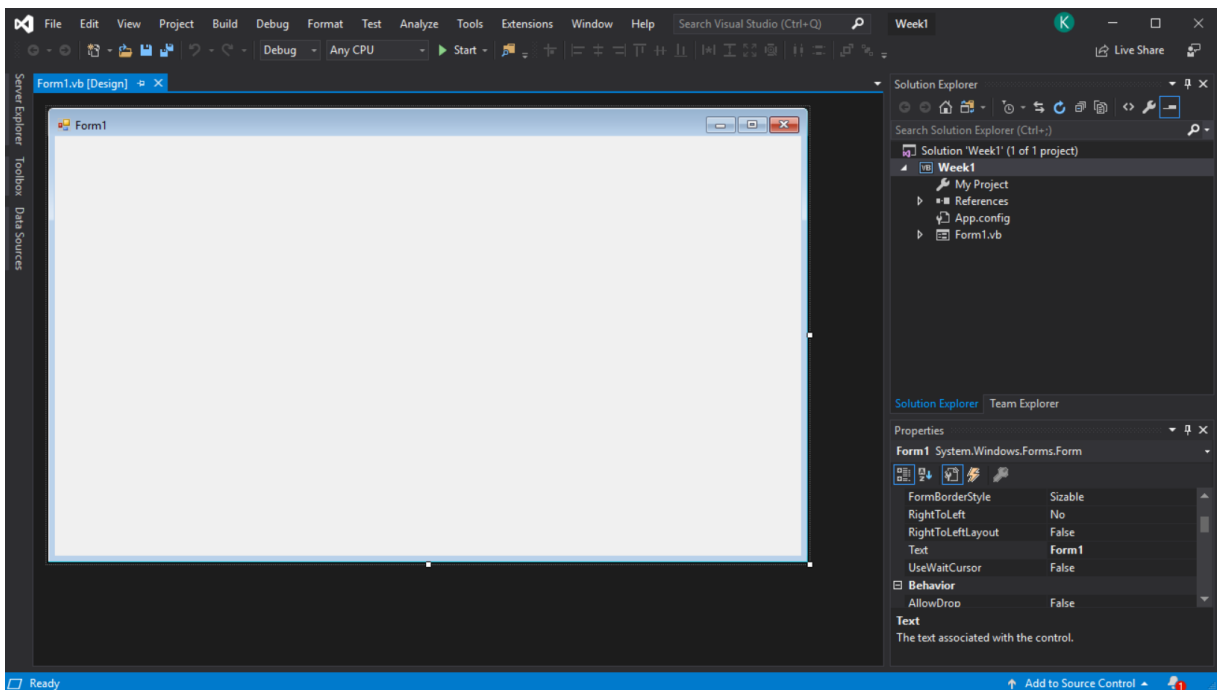 File Edit View Project Build Debug Format Test Analyze Tools Extensions Window Help Search Visual Studio (Ctrl+Q) Week1 K
Debug Any CPU Start Live Share
Server Explorer
Toolbox
Data Sources
Form1.vb [Design]
Form1
Solution Explorer
Search Solution Explorer (Ctrl+;)
Solution 'Week1' (1 of 1 project)
VB Week1
My Project
References
App.config
Form1.vb
Solution Explorer Team Explorer
Properties
Form1 System.Windows.Forms.Form
FormBorderStyle Sizable
RightToLeft No
RightToLeftLayout False
Text Form1
UseWaitCursor False
Behavior
AllowDrop False
Text
The text associated with the control.
Ready Add to Source Control 1